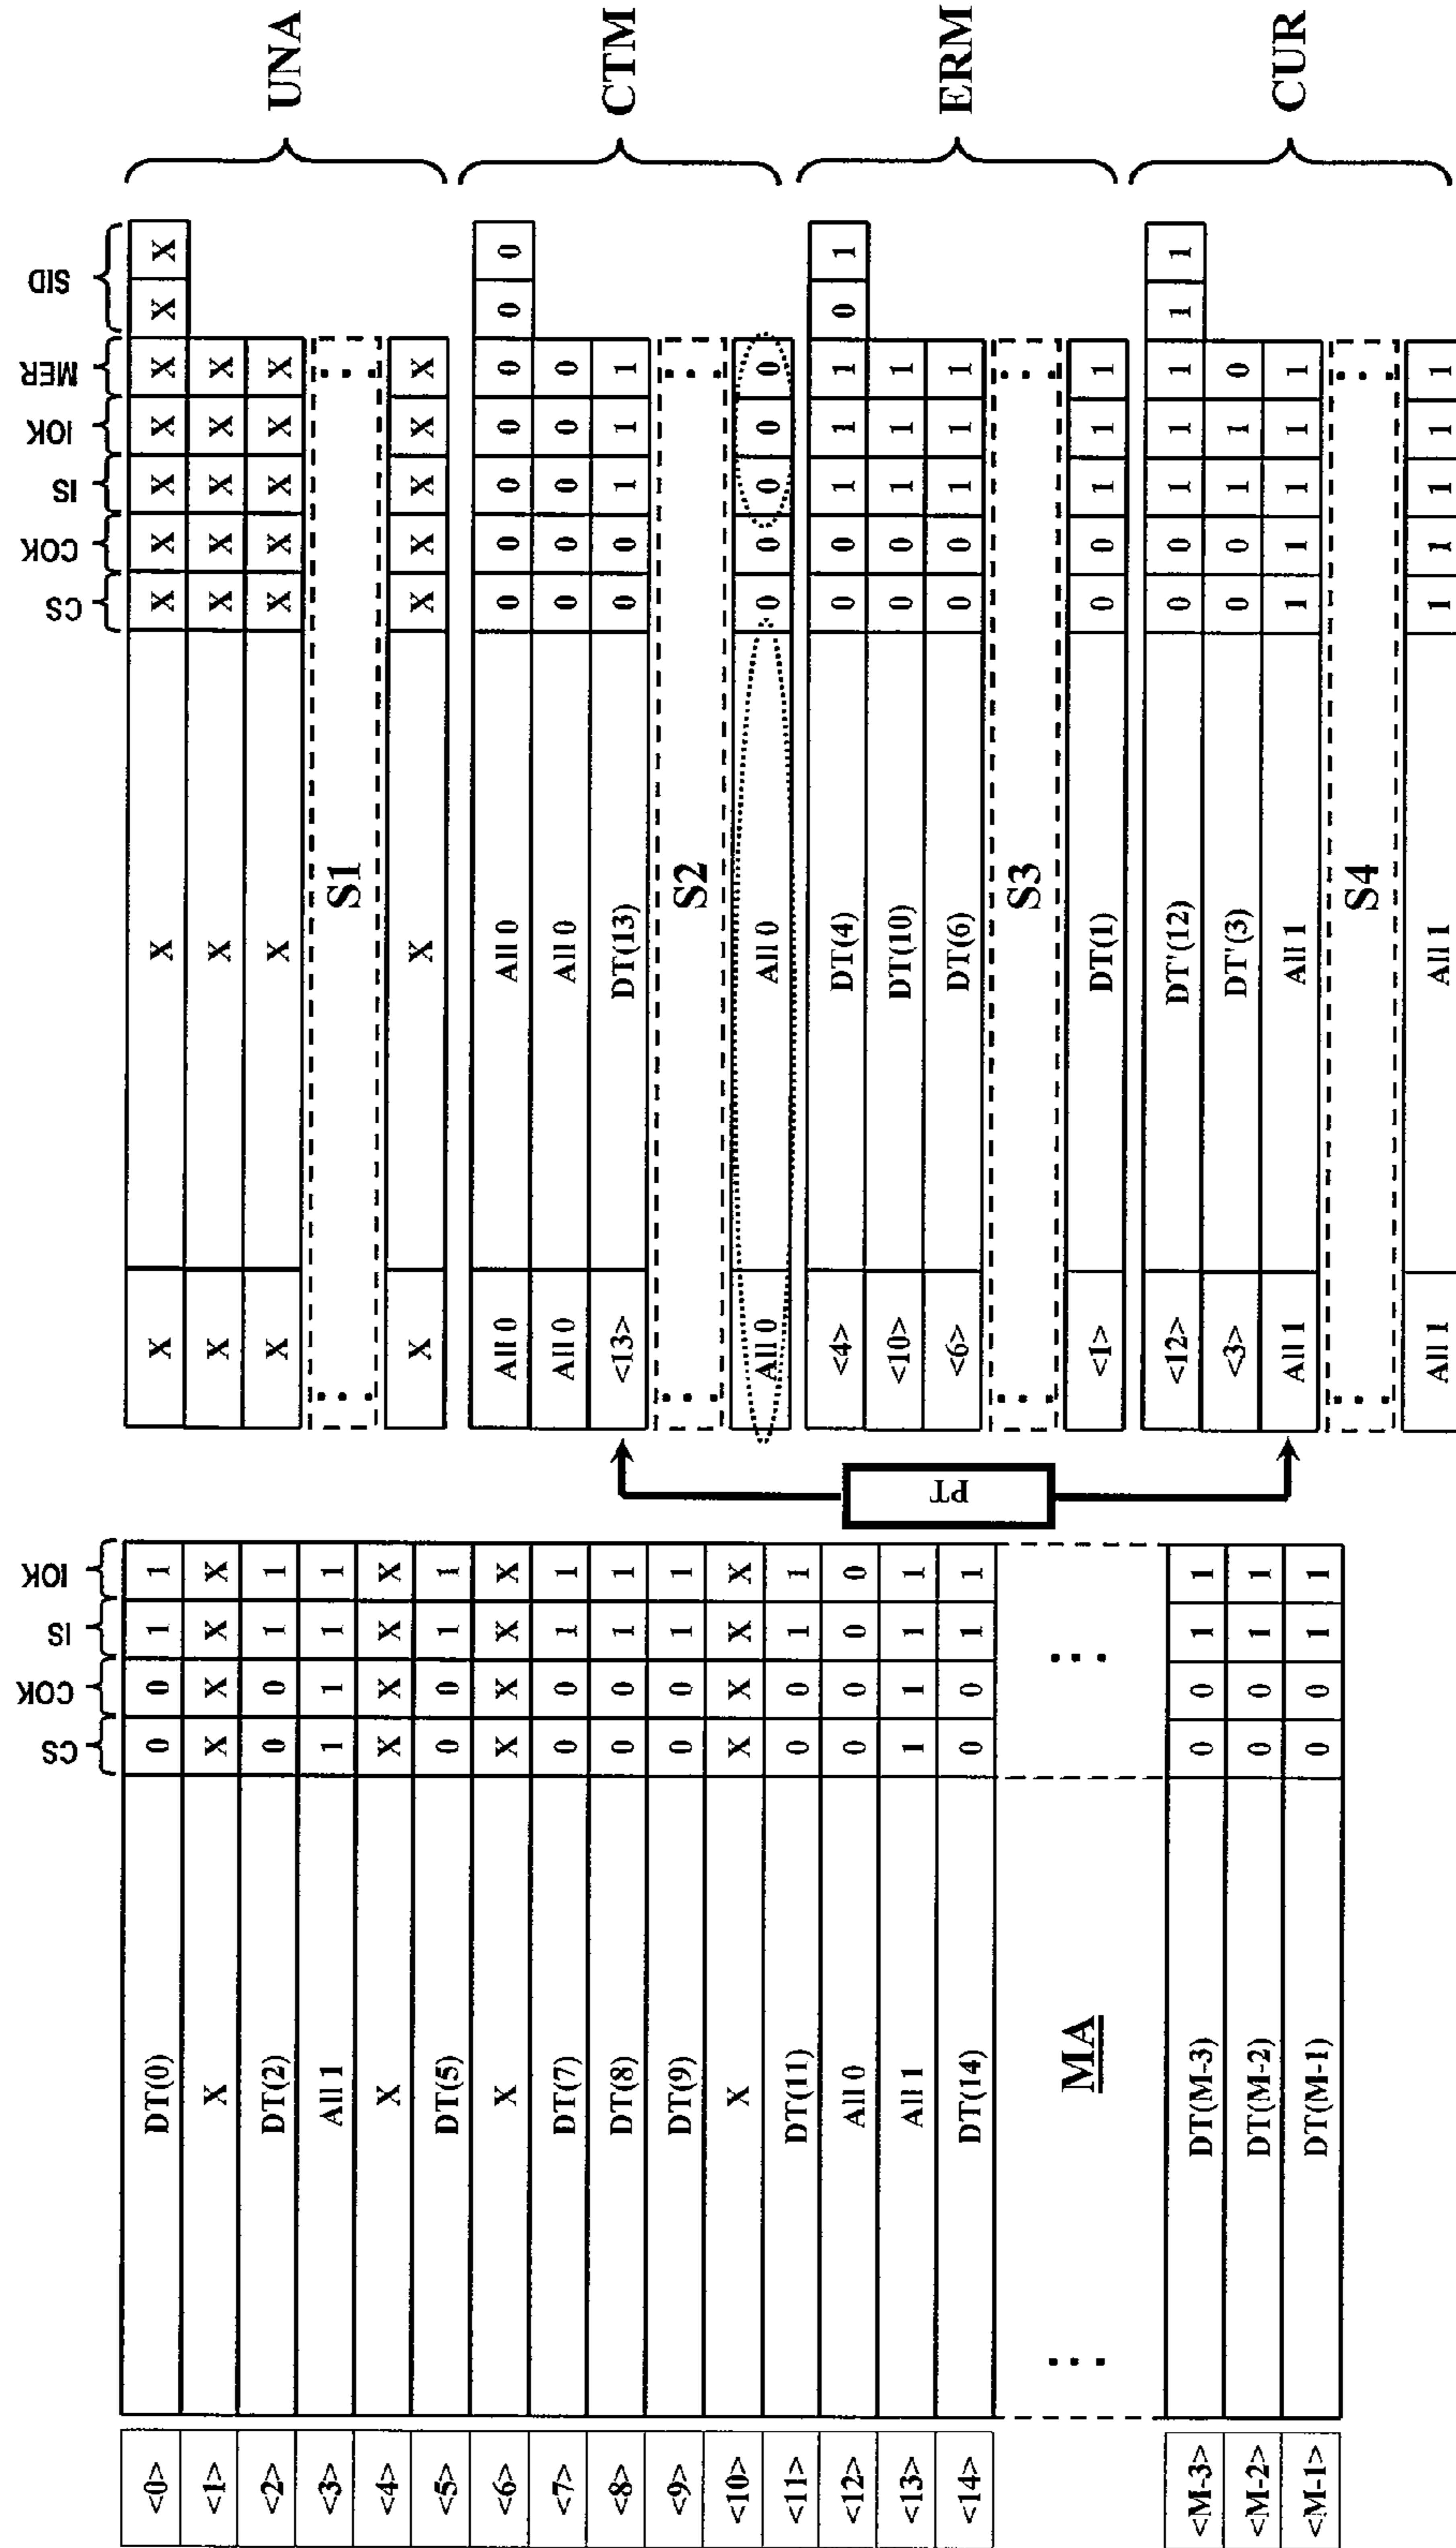 CS COK IS IOK
<0> DT(0) 0 0 1 1
<1> X X X X X
<2> DT(2) 0 0 1 1
<3> All 1 1 1 1 1
<4> X X X X X
<5> DT(5) 0 0 1 1
<6> X X X X X
<7> DT(7) 0 0 1 1
<8> DT(8) 0 0 1 1
<9> DT(9) 0 0 1 1
<10> X X X X X
<11> DT(11) 0 0 1 1
<12> All 0 0 0 0 0
<13> All 1 1 1 1 1
<14> DT(14) 0 0 1 1
... MA ...
<M-3> DT(M-3) 0 0 1 1
<M-2> DT(M-2) 0 0 1 1
<M-1> DT(M-1) 0 0 1 1
PT
CS COK IS IOK MER SID
X X X X X X X X X
X X X X X X X
X X X X X X X
... S1 ...
X X X X X X X
UNA
All 0 All 0 0 0 0 0 0 0 0
All 0 All 0 0 0 0 0 0
<13> DT(13) 0 0 1 1 1
... S2 ...
All 0 All 0 0 0 0 0 0
CTM
<4> DT(4) 0 0 1 1 1 0 1
<10> DT(10) 0 0 1 1 1
<6> DT(6) 0 0 1 1 1
... S3 ...
<1> DT(1) 0 0 1 1 1
ERM
<12> DT'(12) 0 0 1 1 1 1 1
<3> DT'(3) 0 0 1 1 0
All 1 All 1 1 1 1 1 1
... S4 ...
All 1 All 1 1 1 1 1 1
CUR